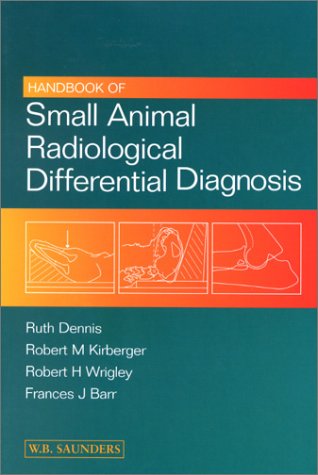 HANDBOOK OF
Small Animal
Radiological
Differential Diagnosis
Ruth Dennis
Robert M Kirberger
Robert H Wrigley
Frances J Barr
W.B. SAUNDERS